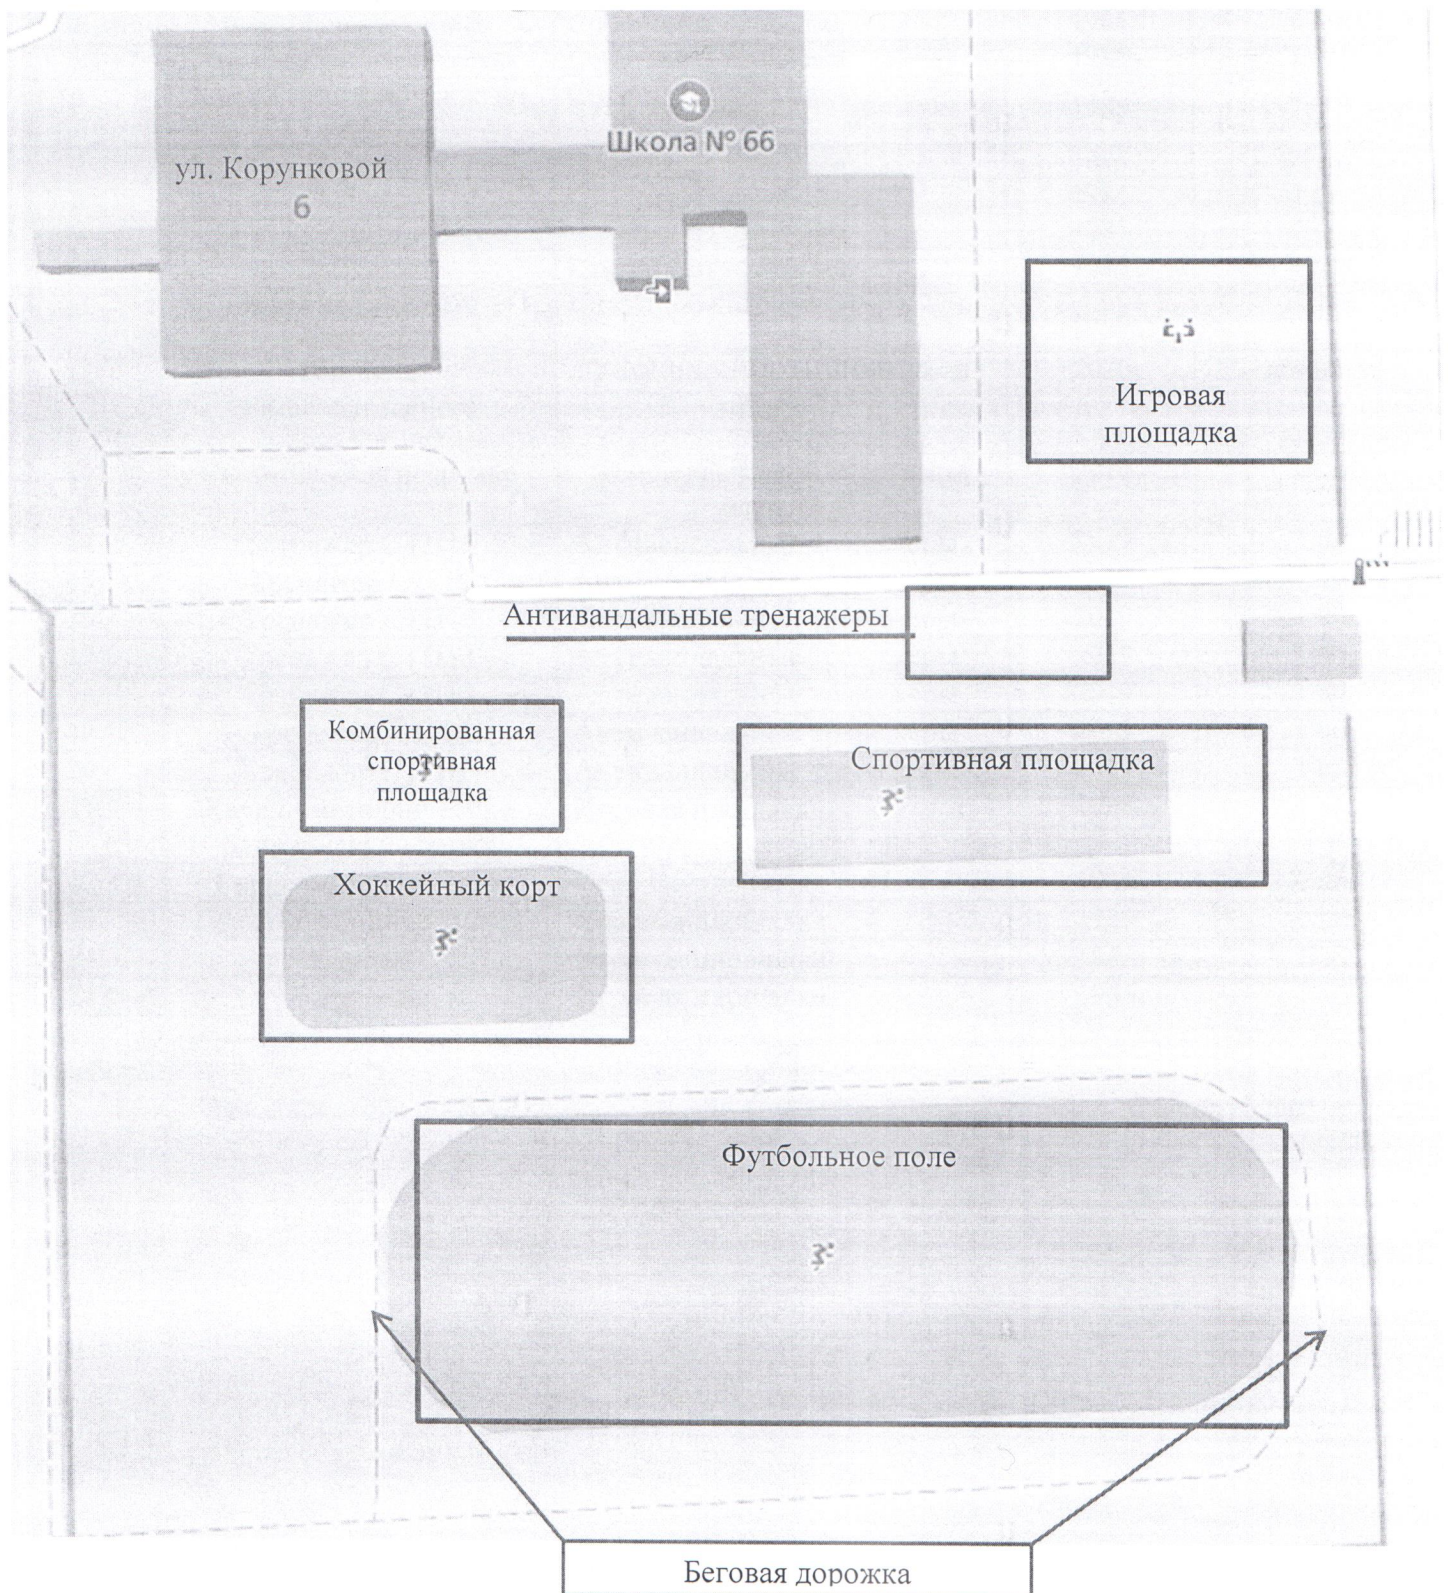 Школа № 66
ул. Корунковой
6
Игровая
площадка
Антивандальные тренажеры
Комбинированная
спортивная
площадка
Спортивная площадка
Хоккейный корт
Футбольное поле
Беговая дорожка